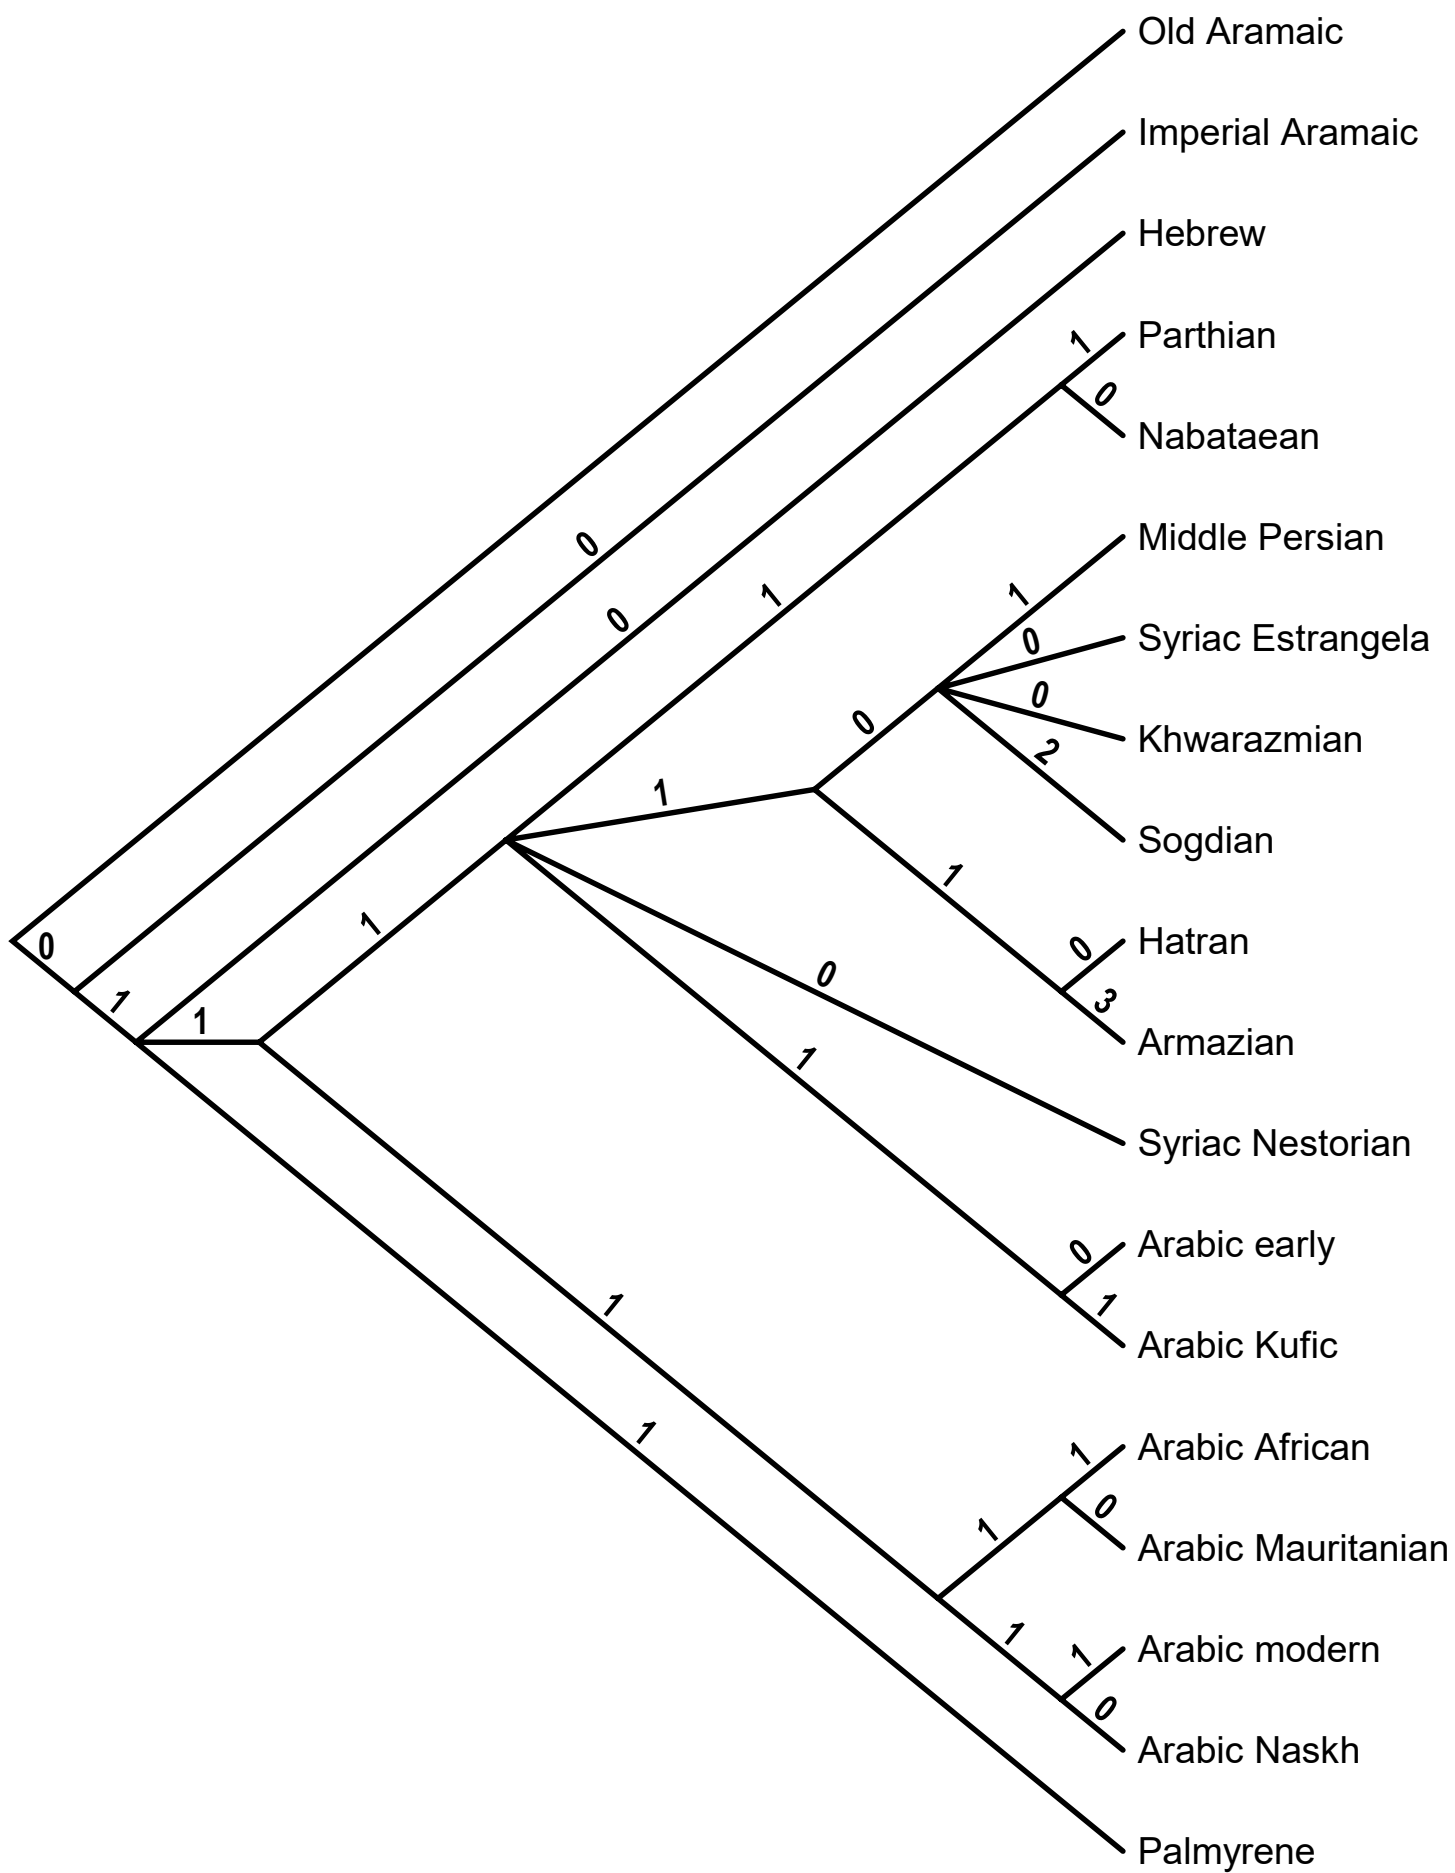 Old Aramaic
Imperial Aramaic
Hebrew
1
Parthian
0
Nabataean
0
Middle Persian
1
1
0
Syriac Estrangela
0
0
Khwarazmian
0
2
1
Sogdian
1
1
0
0
Hatran
0
3
1
1
Armazian
1
Syriac Nestorian
0
Arabic early
1
1
Arabic Kufic
1
1
Arabic African
1
0
Arabic Mauritanian
1
1
Arabic modern
0
Arabic Naskh
Palmyrene